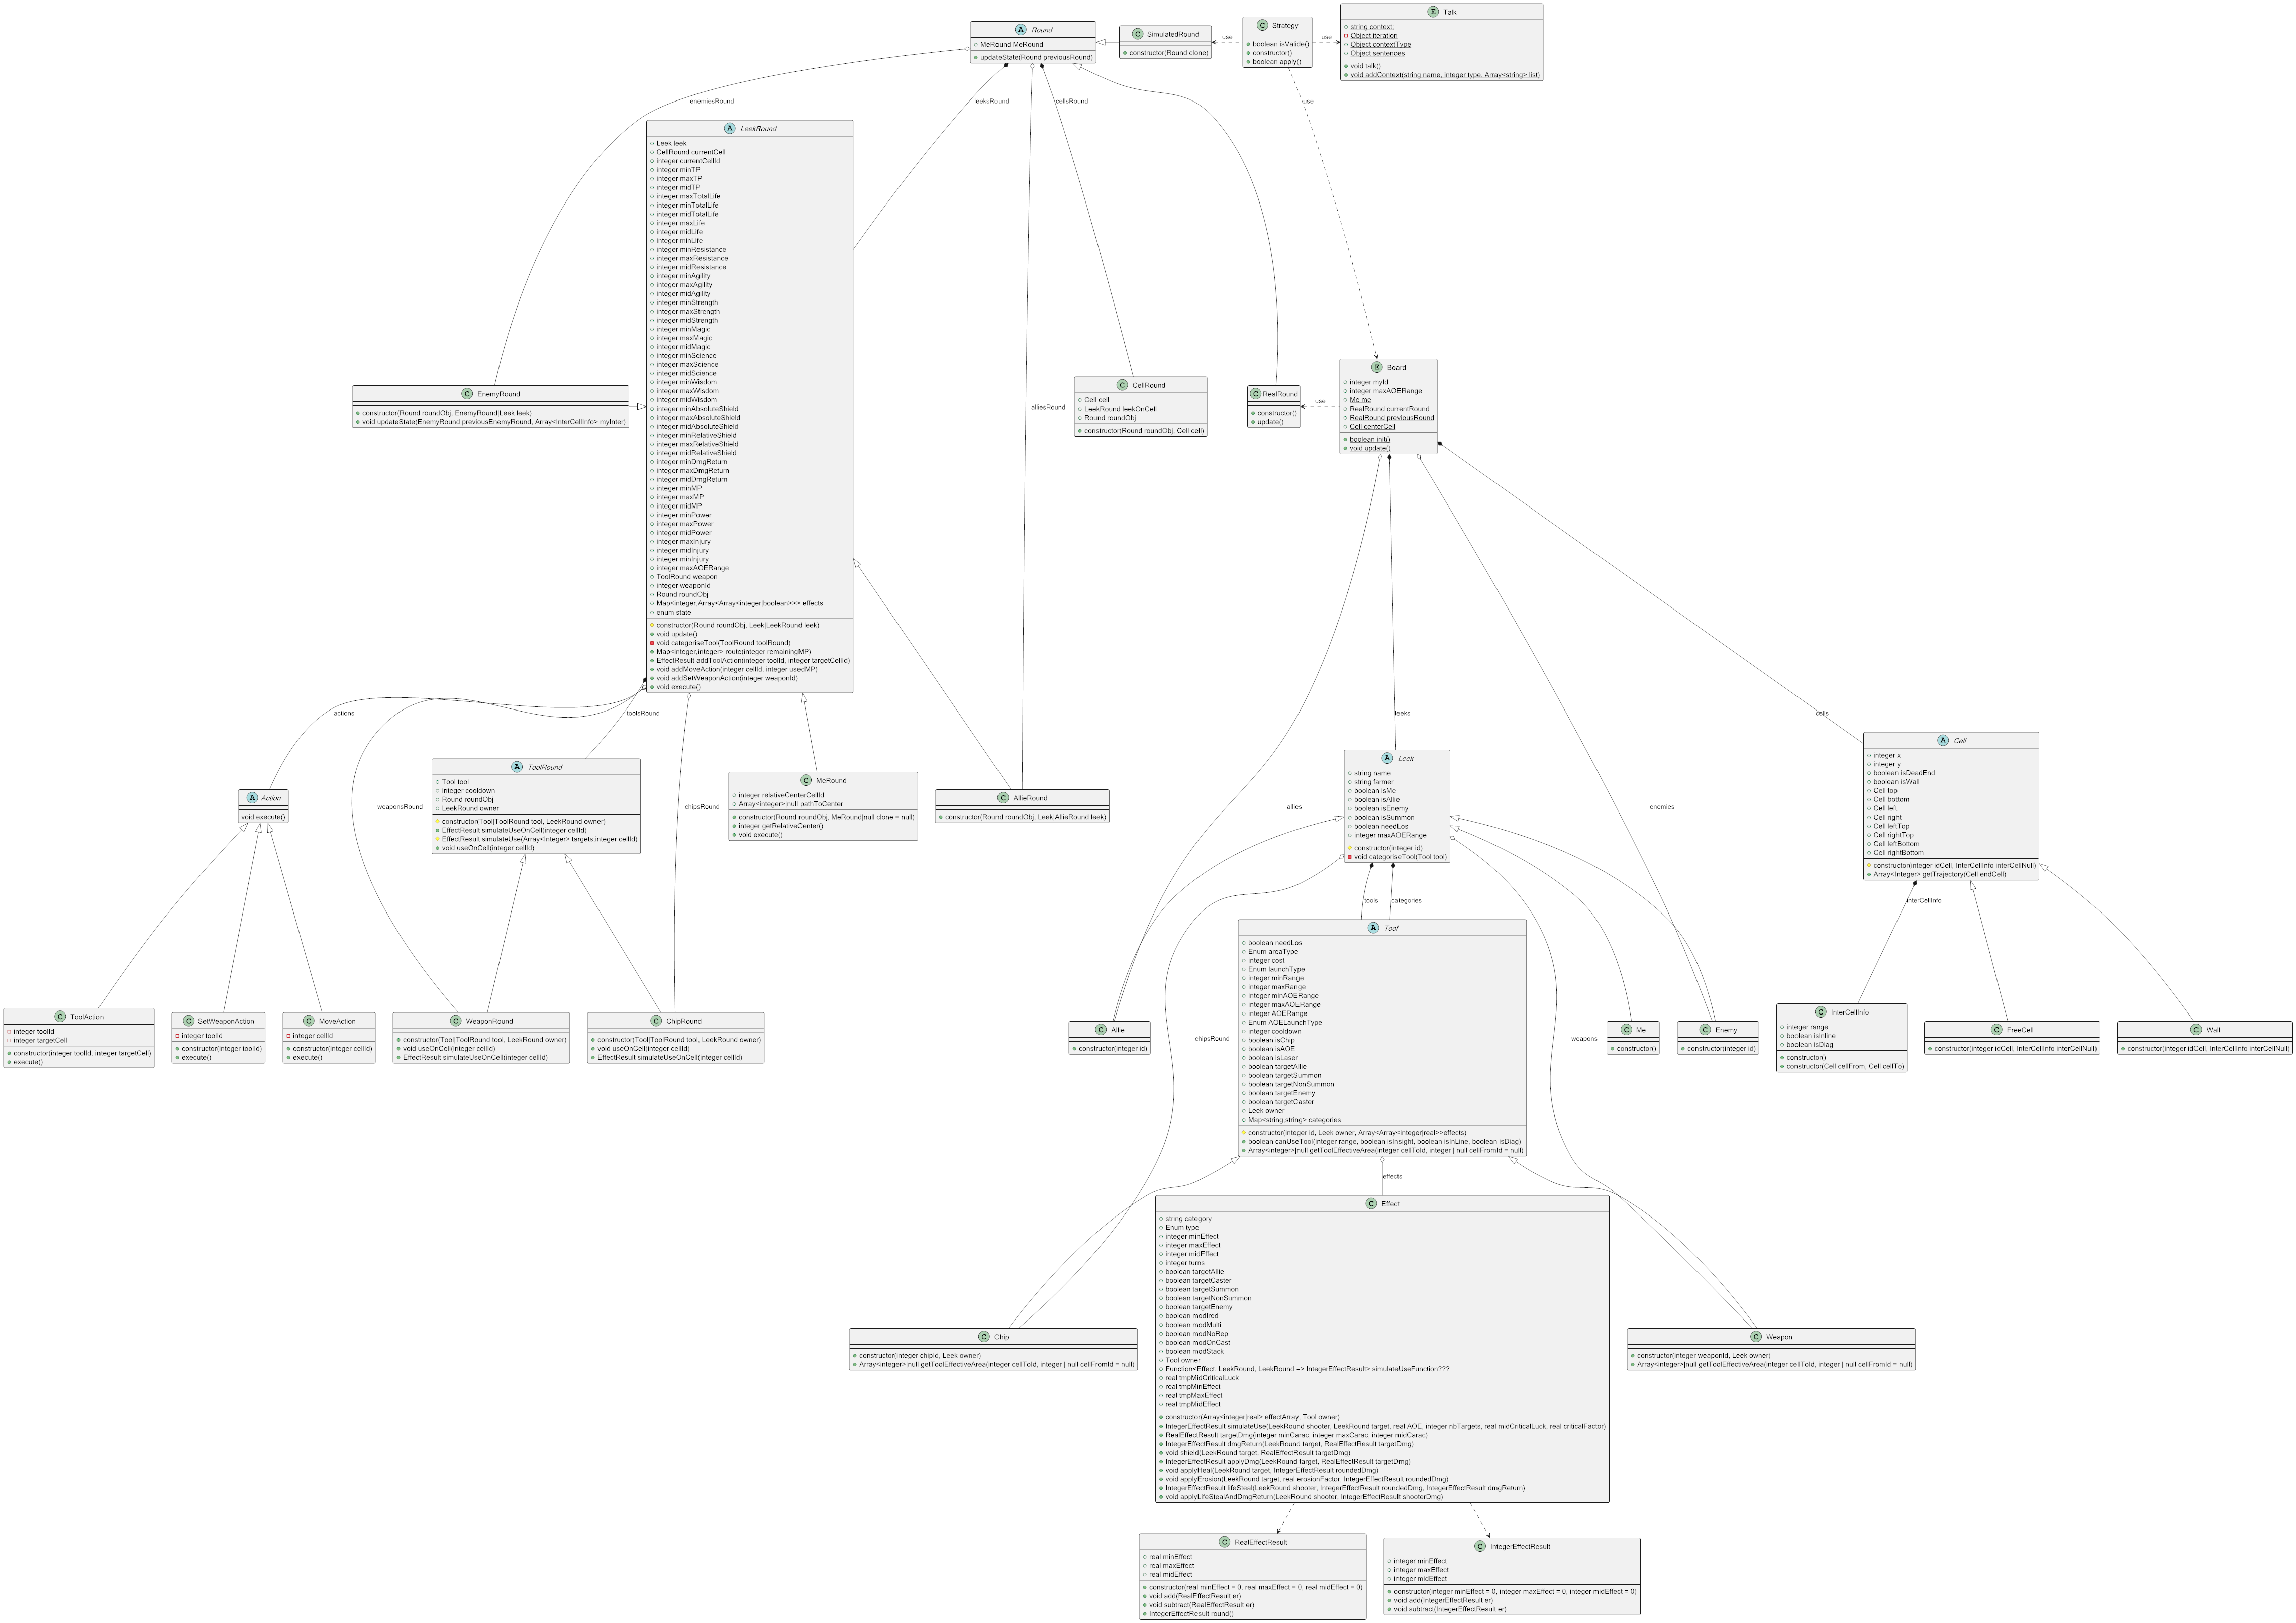 A Round
MeRound MeRound
updateState(Round previousRound)
C SimulatedRound
constructor(Round clone)
use
C Strategy
boolean isValide()
constructor()
boolean apply()
use
E Talk
string context;
Object iteration
Object contextType
Object sentences
void talk()
void addContext(string name, integer type, Array<string> list)
enemiesRound
leeksRound
cellsRound
use
A LeekRound
Leek leek
CellRound currentCell
integer currentCellId
integer minTP
integer maxTP
integer midTP
integer maxTotalLife
integer minTotalLife
integer midTotalLife
integer maxLife
integer midLife
integer minLife
integer minResistance
integer maxResistance
integer midResistance
integer minAgility
integer maxAgility
integer midAgility
integer minStrength
integer maxStrength
integer midStrength
integer minMagic
integer maxMagic
integer midMagic
integer minScience
integer maxScience
integer midScience
integer minWisdom
integer maxWisdom
integer midWisdom
integer minAbsoluteShield
integer maxAbsoluteShield
integer midAbsoluteShield
integer minRelativeShield
integer maxRelativeShield
integer midRelativeShield
integer minDmgReturn
integer maxDmgReturn
integer midDmgReturn
integer minMP
integer maxMP
integer midMP
integer minPower
integer maxPower
integer midPower
integer maxInjury
integer midInjury
integer minInjury
integer maxAOERange
ToolRound weapon
integer weaponId
Round roundObj
Map<integer,Array<Array<integer|boolean>>> effects
enum state
constructor(Round roundObj, Leek|LeekRound leek)
void update()
void categoriseTool(ToolRound toolRound)
Map<integer,integer> route(integer remainingMP)
EffectResult addToolAction(integer toolId, integer targetCellId)
void addMoveAction(integer cellId, integer usedMP)
void addSetWeaponAction(integer weaponId)
void execute()
C EnemyRound
constructor(Round roundObj, EnemyRound|Leek leek)
void updateState(EnemyRound previousEnemyRound, Array<InterCellInfo> myInter)
alliesRound
C CellRound
Cell cell
LeekRound leekOnCell
Round roundObj
constructor(Round roundObj, Cell cell)
C RealRound
constructor()
update()
use
E Board
integer myId
integer maxAOERange
Me me
RealRound currentRound
RealRound previousRound
Cell centerCell
boolean init()
void update()
actions
toolsRound
leeks
cells
A Action
void execute()
weaponsRound
A ToolRound
Tool tool
integer cooldown
Round roundObj
LeekRound owner
constructor(Tool|ToolRound tool, LeekRound owner)
EffectResult simulateUseOnCell(integer cellId)
EffectResult simulateUse(Array<Integer> targets,integer cellId)
void useOnCell(integer cellId)
chipsRound
C MeRound
integer relativeCenterCellId
Array<integer>|null pathToCenter
constructor(Round roundObj, MeRound|null clone = null)
integer getRelativeCenter()
void execute()
C AllieRound
constructor(Round roundObj, Leek|AllieRound leek)
allies
A Leek
string name
string farmer
boolean isMe
boolean isAllie
boolean isEnemy
boolean isSummon
boolean needLos
integer maxAOERange
constructor(integer id)
void categoriseTool(Tool tool)
enemies
A Cell
integer x
integer y
boolean isDeadEnd
boolean isWall
Cell top
Cell bottom
Cell left
Cell right
Cell leftTop
Cell rightTop
Cell leftBottom
Cell rightBottom
constructor(integer idCell, InterCellInfo interCellNull)
Array<Integer> getTrajectory(Cell endCell)
tools
categories
interCellInfo
C ToolAction
integer toolId
integer targetCell
constructor(integer toolId, integer targetCell)
execute()
C SetWeaponAction
integer toolId
constructor(integer toolId)
execute()
C MoveAction
integer cellId
constructor(integer cellId)
execute()
C WeaponRound
constructor(Tool|ToolRound tool, LeekRound owner)
void useOnCell(integer cellId)
EffectResult simulateUseOnCell(integer cellId)
C ChipRound
constructor(Tool|ToolRound tool, LeekRound owner)
void useOnCell(integer cellId)
EffectResult simulateUseOnCell(integer cellId)
C Allie
constructor(integer id)
chipsRound
A Tool
boolean needLos
Enum areaType
integer cost
Enum launchType
integer minRange
integer maxRange
integer minAOERange
integer maxAOERange
integer AOERange
Enum AOELaunchType
integer cooldown
boolean isChip
boolean isAOE
boolean isLaser
boolean targetAllie
boolean targetSummon
boolean targetNonSummon
boolean targetEnemy
boolean targetCaster
Leek owner
Map<string,string> categories
constructor(integer id, Leek owner, Array<Array<integer|real>>effects)
boolean canUseTool(integer range, boolean isInsight, boolean isInLine, boolean isDiag)
Array<integer>|null getToolEffectiveArea(integer cellToId, integer | null cellFromId = null)
weapons
C Me
constructor()
C Enemy
constructor(integer id)
C InterCellInfo
integer range
boolean isInline
boolean isDiag
constructor()
constructor(Cell cellFrom, Cell cellTo)
C FreeCell
constructor(integer idCell, InterCellInfo interCellNull)
C Wall
constructor(integer idCell, InterCellInfo interCellNull)
effects
C Effect
string category
Enum type
integer minEffect
integer maxEffect
integer midEffect
integer turns
boolean targetAllie
boolean targetCaster
boolean targetSummon
boolean targetNonSummon
boolean targetEnemy
boolean modIred
boolean modMulti
boolean modNoRep
boolean modOnCast
boolean modStack
Tool owner
Function<Effect, LeekRound, LeekRound => IntegerEffectResult> simulateUseFunction???
real tmpMidCriticalLuck
real tmpMinEffect
real tmpMaxEffect
real tmpMidEffect
constructor(Array<integer|real> effectArray, Tool owner)
IntegerEffectResult simulateUse(LeekRound shooter, LeekRound target, real AOE, integer nbTargets, real midCriticalLuck, real criticalFactor)
RealEffectResult targetDmg(integer minCarac, integer maxCarac, integer midCarac)
IntegerEffectResult dmgReturn(LeekRound target, RealEffectResult targetDmg)
void shield(LeekRound target, RealEffectResult targetDmg)
IntegerEffectResult applyDmg(LeekRound target, RealEffectResult targetDmg)
void applyHeal(LeekRound target, IntegerEffectResult roundedDmg)
void applyErosion(LeekRound target, real erosionFactor, IntegerEffectResult roundedDmg)
IntegerEffectResult lifeSteal(LeekRound shooter, IntegerEffectResult roundedDmg, IntegerEffectResult dmgReturn)
void applyLifeStealAndDmgReturn(LeekRound shooter, IntegerEffectResult shooterDmg)
C Chip
constructor(integer chipId, Leek owner)
Array<integer>|null getToolEffectiveArea(integer cellToId, integer | null cellFromId = null)
C Weapon
constructor(integer weaponId, Leek owner)
Array<integer>|null getToolEffectiveArea(integer cellToId, integer | null cellFromId = null)
C RealEffectResult
real minEffect
real maxEffect
real midEffect
constructor(real minEffect = 0, real maxEffect = 0, real midEffect = 0)
void add(RealEffectResult er)
void subtract(RealEffectResult er)
IntegerEffectResult round()
C IntegerEffectResult
integer minEffect
integer maxEffect
integer midEffect
constructor(integer minEffect = 0, integer maxEffect = 0, integer midEffect = 0)
void add(IntegerEffectResult er)
void subtract(IntegerEffectResult er)